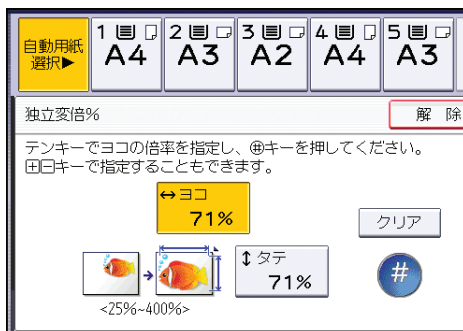 自動用紙
選択▶
1 A4
2 A3
3 A2
4 A4
5 A3
独立変倍%
解 除
テンキーでヨコの倍率を指定し、⊕キーを押してください。
⊞⊟キーで指定することもできます。
↔ヨコ
71%
クリア
↕タテ
71%
#
<25%~400%>